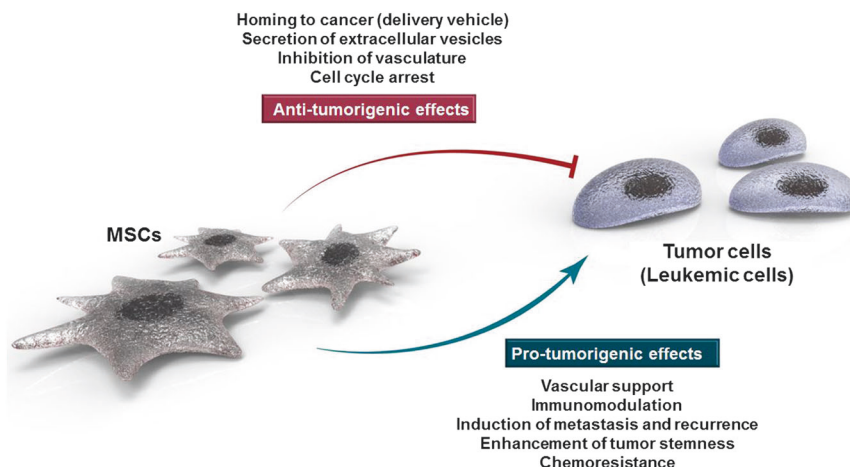 Homing to cancer (delivery vehicle)
Secretion of extracellular vesicles
Inhibition of vasculature
Cell cycle arrest
Anti-tumorigenic effects
MSCs
Tumor cells
(Leukemic cells)
Pro-tumorigenic effects
Vascular support
Immunomodulation
Induction of metastasis and recurrence
Enhancement of tumor stemness
Chemoresistance